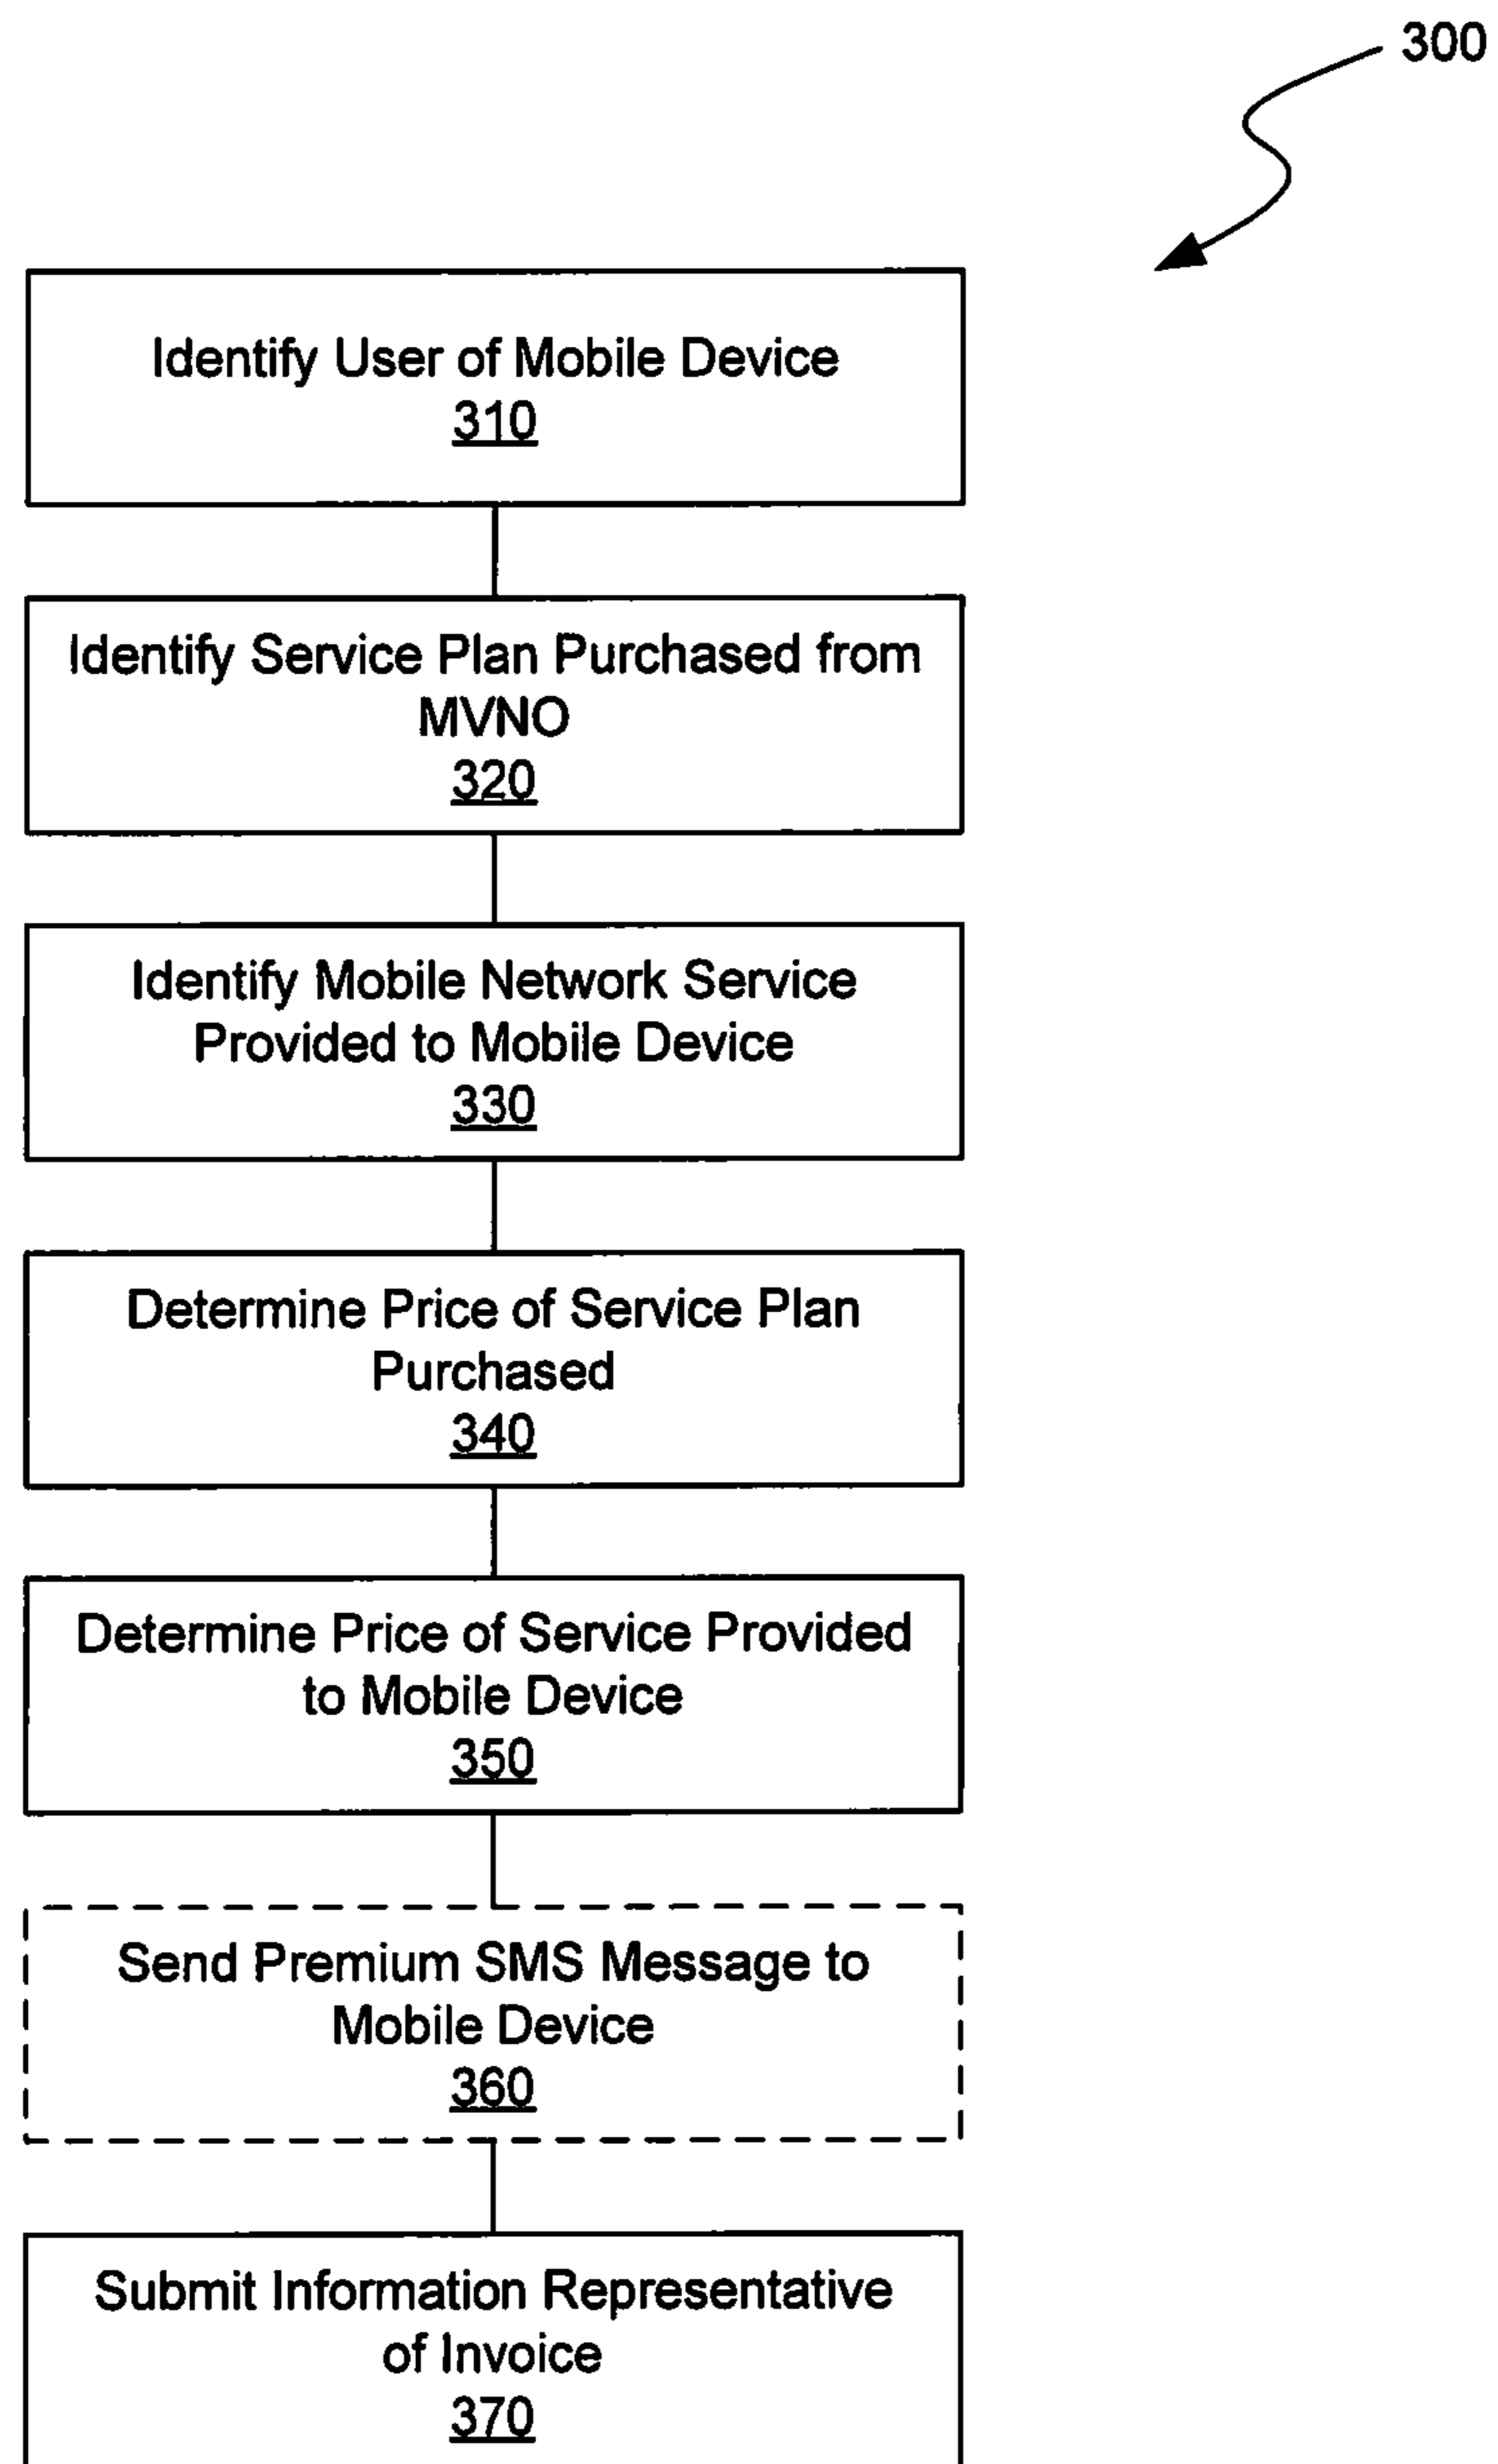 300
Identify User of Mobile Device
310
Identify Service Plan Purchased from
MVNO
320
Identify Mobile Network Service
Provided to Mobile Device
330
Determine Price of Service Plan
Purchased
340
Determine Price of Service Provided
to Mobile Device
350
Send Premium SMS Message to
Mobile Device
360
Submit Information Representative
of Invoice
370